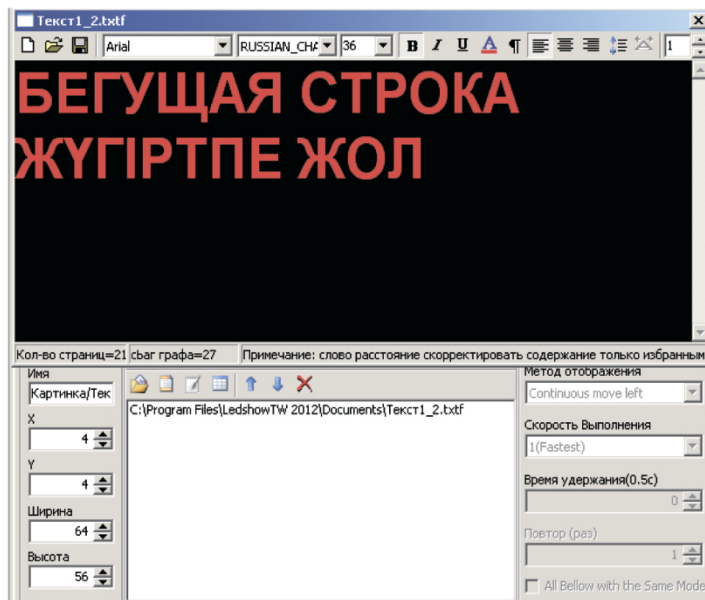 Текст1_2.txtf
Arial RUSSIAN_CHA 36 B I U A ¶ 1
БЕГУЩАЯ СТРОКА
ЖҮГІРТПЕ ЖОЛ
Кол-во страниц=21 сbar графа=27 Примечание: слово расстояние скорректировать содержание только избранным
Имя
Картинка/Тек
X
4
Y
4
Ширина
64
Высота
56
C:\Program Files\LedshowTW 2012\Documents\Текст1_2.txtf
Метод отображения
Continuous move left
Скорость Выполнения
1(Fastest)
Время удержания(0.5с)
0
Повтор (раз)
1
All Bellow with the Same Mode